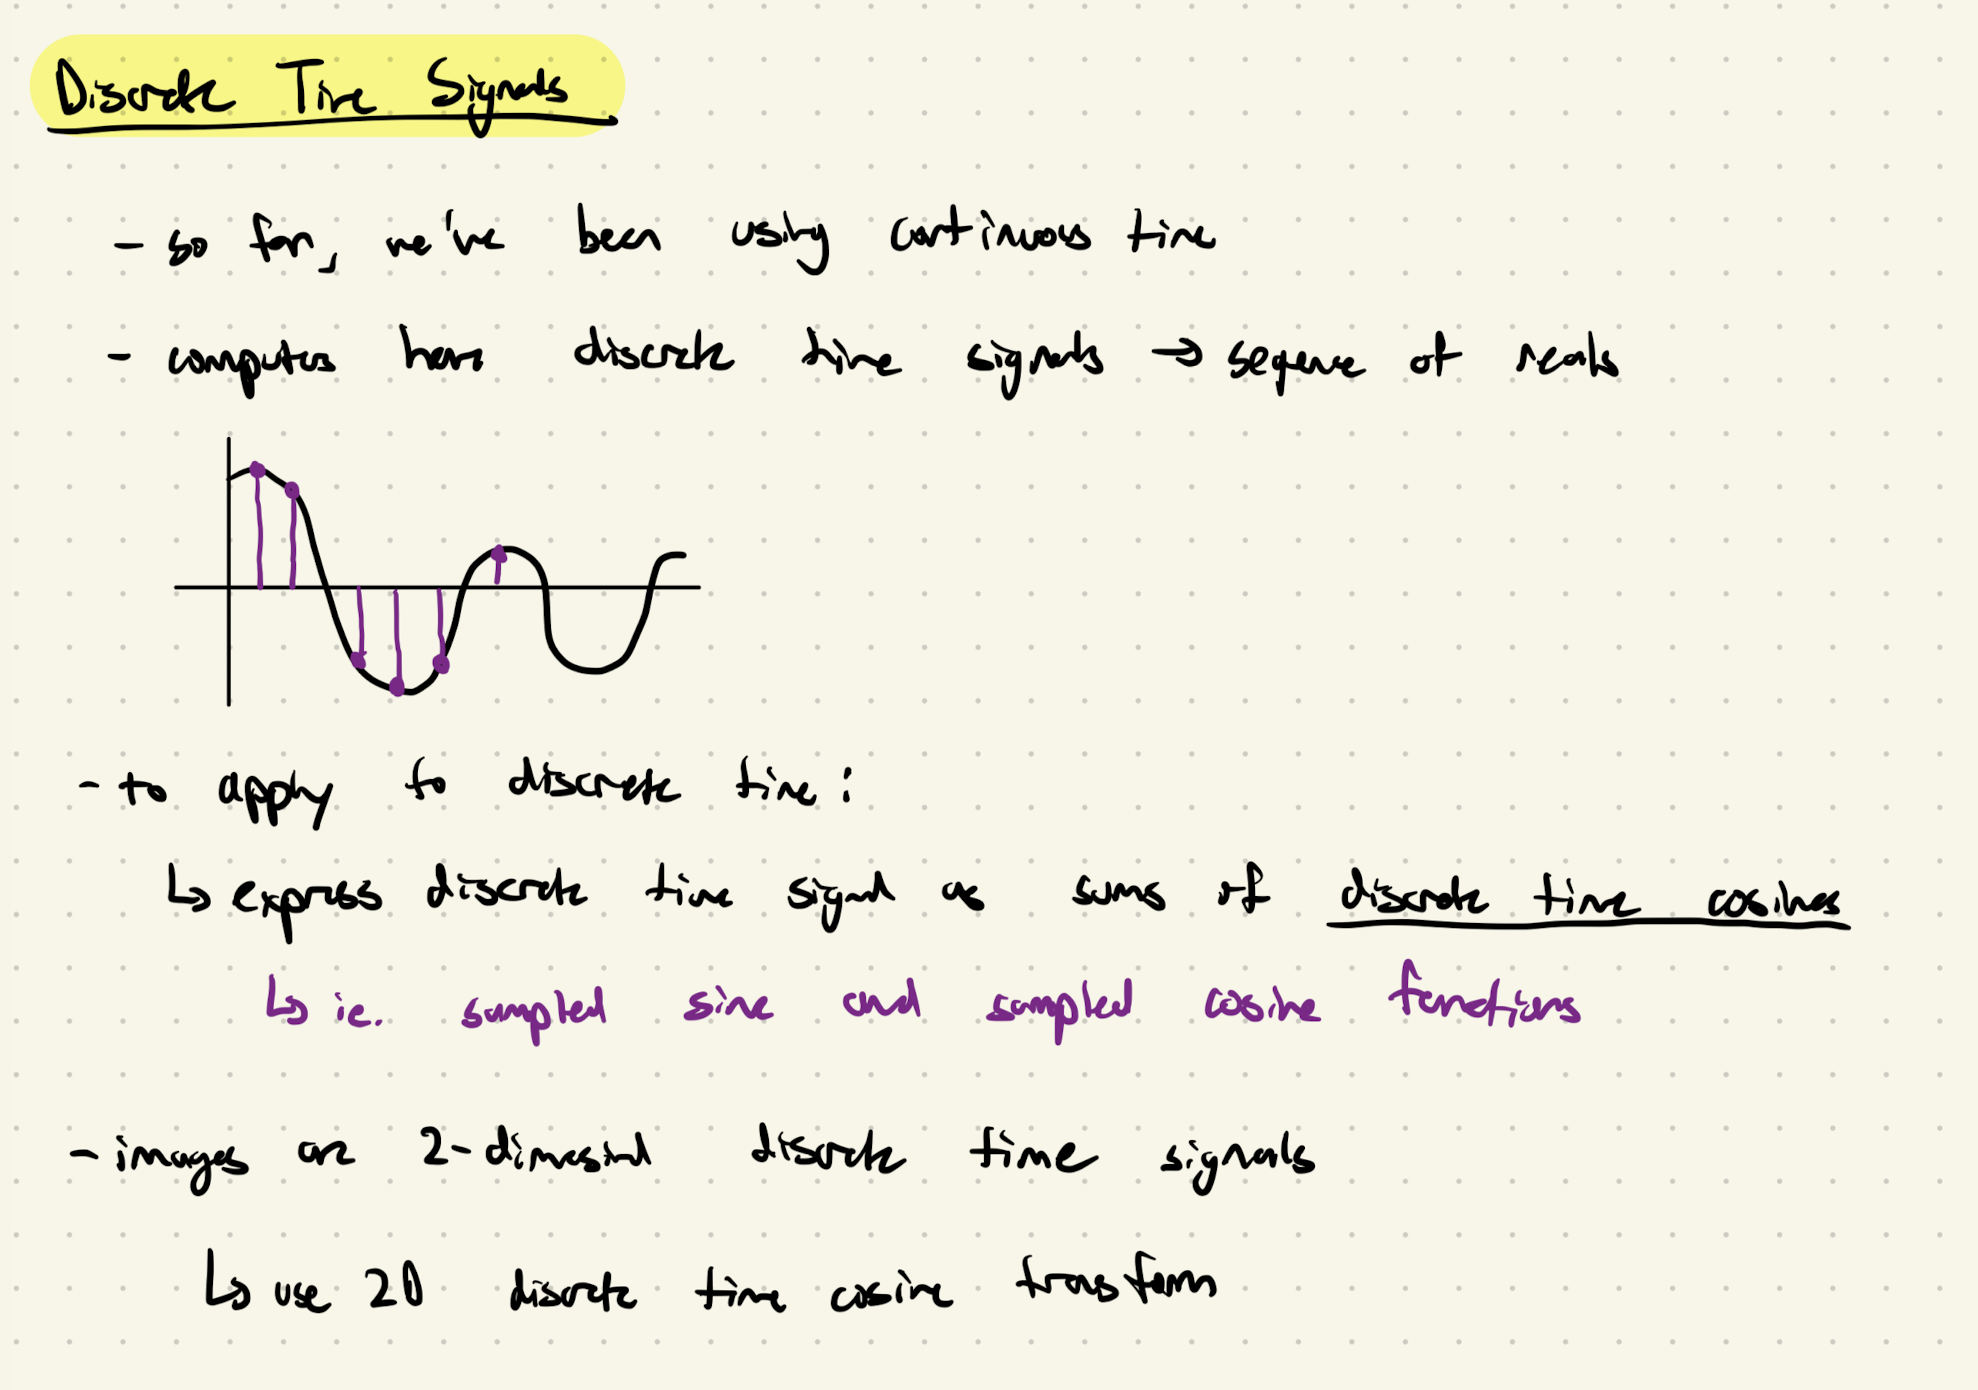 Discrete Time Signals
- so far, we've been using continuous time
- computers have discrete time signals → sequence of reals
- to apply to discrete time:
↳ express discrete time signal as sums of discrete time cosines
↳ ie. sampled sine and sampled cosine functions
- images are 2-dimesinl discrete time signals
↳ use 2D discrete time cosine transform